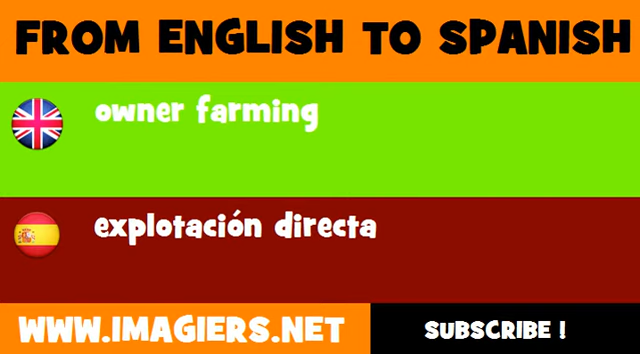 FROM ENGLISH TO SPANISH
owner farming
explotación directa
WWW.IMAGIERS.NET
SUBSCRIBE !